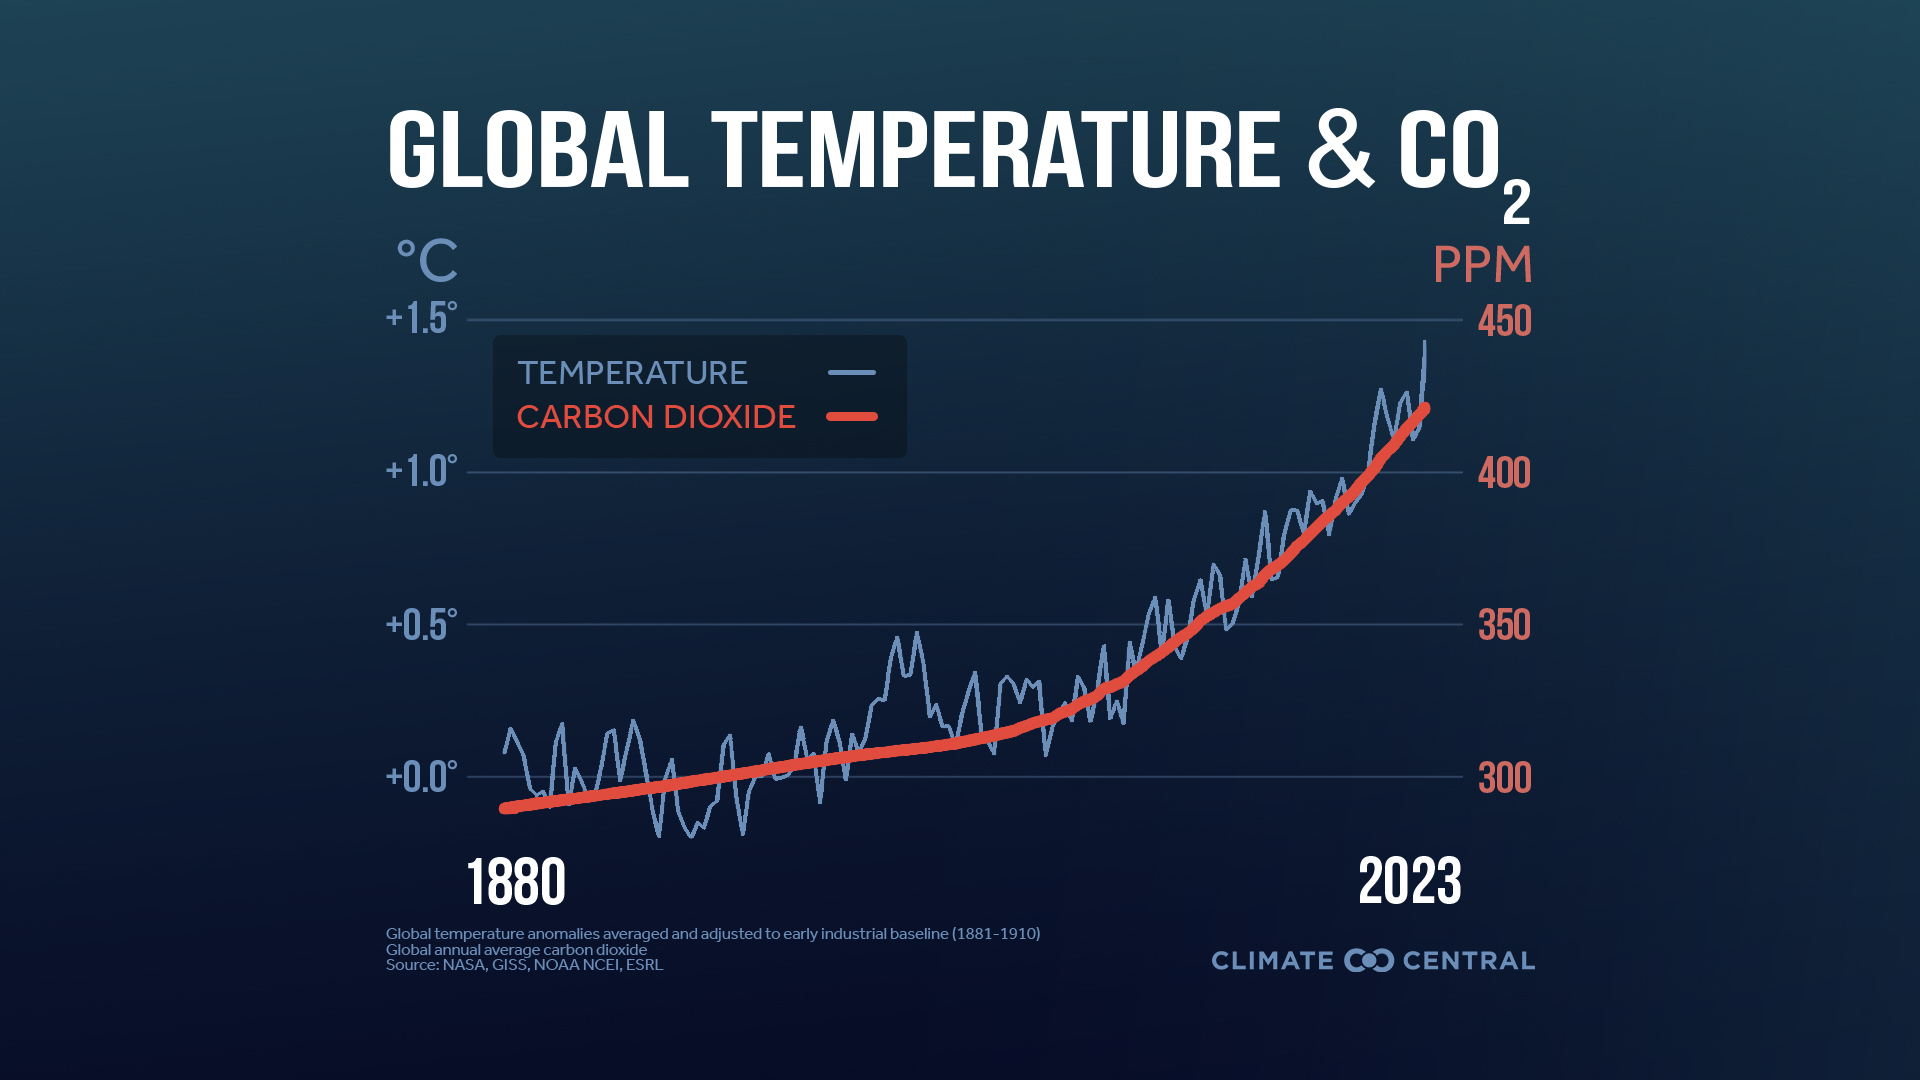 GLOBAL TEMPERATURE & CO2
°C
PPM
+1.5°
450
TEMPERATURE
CARBON DIOXIDE
+1.0°
400
+0.5°
350
+0.0°
300
1880
2023
Global temperature anomalies averaged and adjusted to early industrial baseline (1881-1910)
Global annual average carbon dioxide
Source: NASA, GISS, NOAA NCEI, ESRL
CLIMATE CENTRAL